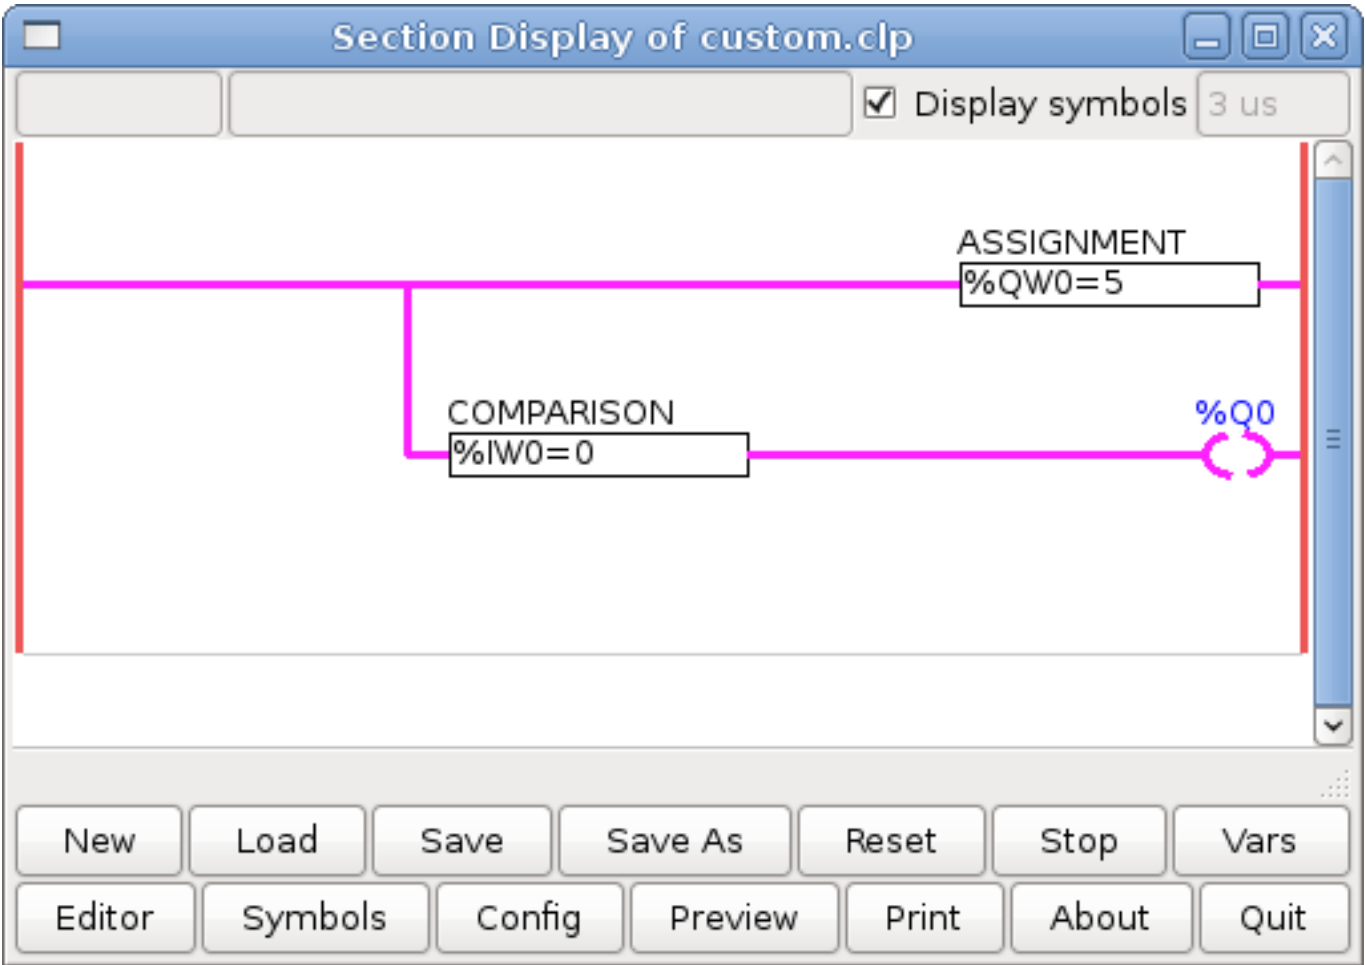 Section Display of custom.clp
Display symbols 3 us
ASSIGNMENT
%QW0=5
COMPARISON %Q0
%IW0=0
New Load Save Save As Reset Stop Vars
Editor Symbols Config Preview Print About Quit